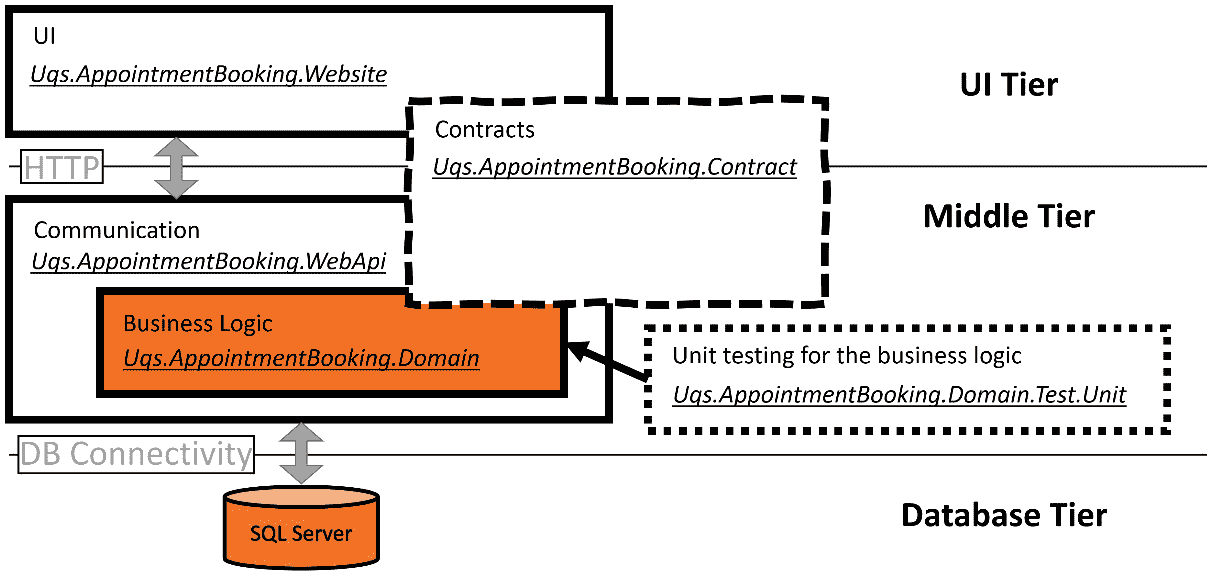 UI
Uqs.AppointmentBooking.Website
UI Tier
Contracts
Uqs.AppointmentBooking.Contract
HTTP
Middle Tier
Communication
Uqs.AppointmentBooking.WebApi
Business Logic
Uqs.AppointmentBooking.Domain
Unit testing for the business logic
Uqs.AppointmentBooking.Domain.Test.Unit
DB Connectivity
SQL Server
Database Tier